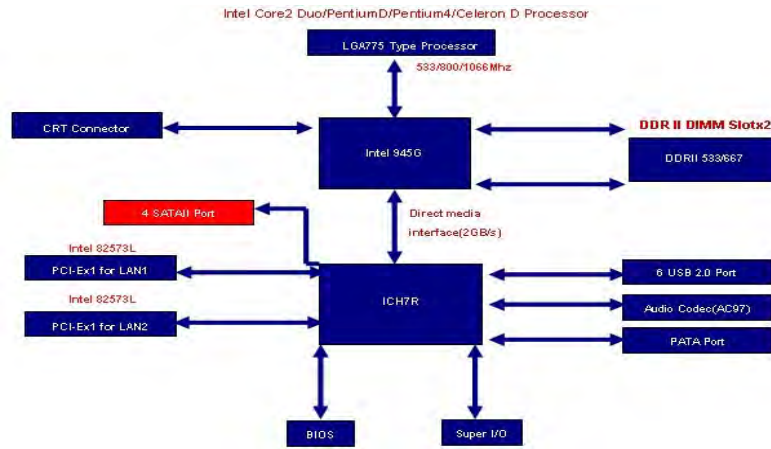 Intel Core2 Duo/PentiumD/Pentium4/Celeron D Processor
LGA775 Type Processor
533/800/1066Mhz
CRT Connector
Intel 945G
DDR II DIMM Slotx2
DDRII 533/667
4 SATAII Port
Direct media
interface(2GB/s)
Intel 82573L
PCI-Ex1 for LAN1
ICH7R
6 USB 2.0 Port
Intel 82573L
PCI-Ex1 for LAN2
Audio Codec(AC97)
PATA Port
BIOS
Super I/O